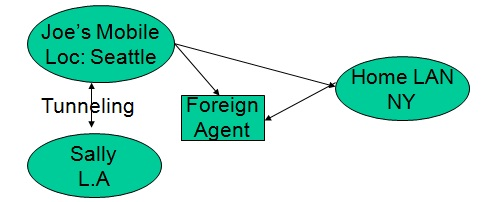 Joe's Mobile
Loc: Seattle
Home LAN
NY
Tunneling
Foreign
Agent
Sally
L.A